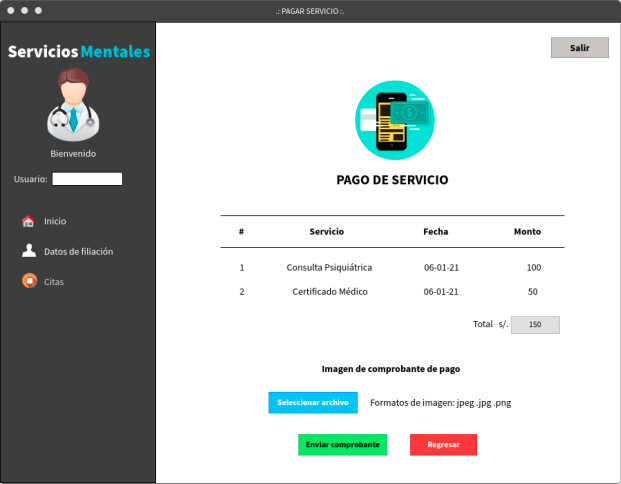 .: PAGAR SERVICIO :.
Servicios Mentales
Bienvenido
Usuario:
Inicio
Datos de filiación
Citas
Salir
PAGO DE SERVICIO
# Servicio Fecha Monto
1 Consulta Psiquiátrica 06-01-21 100
2 Certificado Médico 06-01-21 50
Total s/. 150
Imagen de comprobante de pago
Seleccionar archivo Formatos de imagen: jpeg .jpg .png
Enviar comprobante Regresar